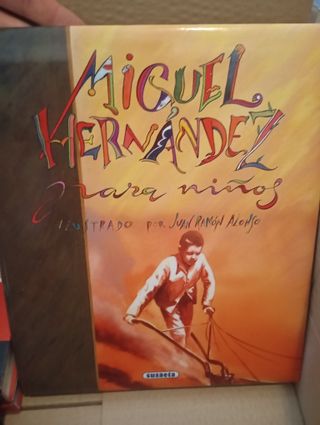 MIGUEL
HERNÁNDEZ
para niños
ILUSTRADO POR JUAN RAMÓN ALONSO
susaeta